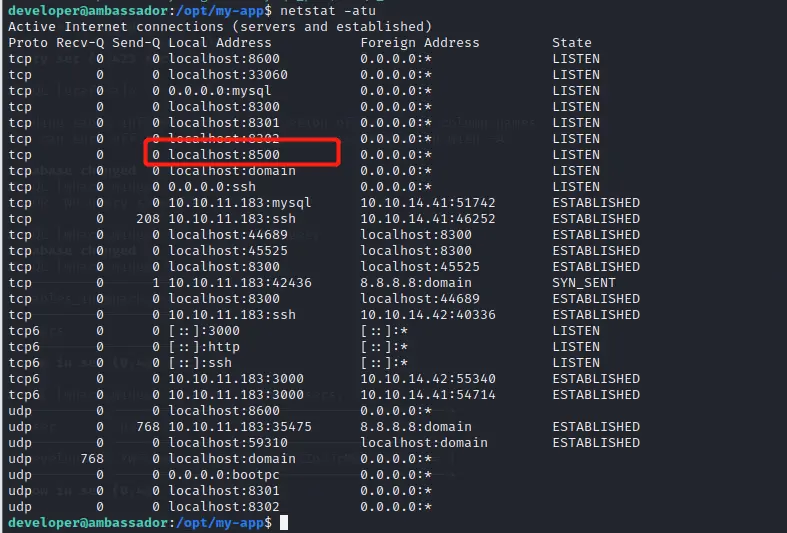 developer@ambassador:/opt/my-app$ netstat -atu
Active Internet connections (servers and established)
Proto Recv-Q Send-Q Local Address           Foreign Address         State
tcp        0      0 localhost:8600          0.0.0.0:*               LISTEN
tcp        0      0 localhost:33060         0.0.0.0:*               LISTEN
tcp        0      0 0.0.0.0:mysql           0.0.0.0:*               LISTEN
tcp        0      0 localhost:8300          0.0.0.0:*               LISTEN
tcp        0      0 localhost:8301          0.0.0.0:*               LISTEN
tcp        0      0 localhost:8302          0.0.0.0:*               LISTEN
tcp        0      0 localhost:8500          0.0.0.0:*               LISTEN
tcp        0      0 localhost:domain        0.0.0.0:*               LISTEN
tcp        0      0 0.0.0.0:ssh             0.0.0.0:*               LISTEN
tcp        0      0 10.10.11.183:mysql      10.10.14.41:51742       ESTABLISHED
tcp        0    208 10.10.11.183:ssh        10.10.14.41:46252       ESTABLISHED
tcp        0      0 localhost:44689         localhost:8300          ESTABLISHED
tcp        0      0 localhost:45525         localhost:8300          ESTABLISHED
tcp        0      0 localhost:8300          localhost:45525         ESTABLISHED
tcp        0      1 10.10.11.183:42436      8.8.8.8:domain          SYN_SENT
tcp        0      0 localhost:8300          localhost:44689         ESTABLISHED
tcp        0      0 10.10.11.183:ssh        10.10.14.42:40336       ESTABLISHED
tcp6       0      0 [::]:3000               [::]:*                  LISTEN
tcp6       0      0 [::]:http               [::]:*                  LISTEN
tcp6       0      0 [::]:ssh                [::]:*                  LISTEN
tcp6       0      0 10.10.11.183:3000       10.10.14.42:55340       ESTABLISHED
tcp6       0      0 10.10.11.183:3000       10.10.14.41:54714       ESTABLISHED
udp        0      0 localhost:8600          0.0.0.0:*
udp        0    768 10.10.11.183:35475      8.8.8.8:domain          ESTABLISHED
udp        0      0 localhost:59310         localhost:domain        ESTABLISHED
udp      768      0 localhost:domain        0.0.0.0:*
udp        0      0 0.0.0.0:bootpc          0.0.0.0:*
udp        0      0 localhost:8301          0.0.0.0:*
udp        0      0 localhost:8302          0.0.0.0:*
developer@ambassador:/opt/my-app$